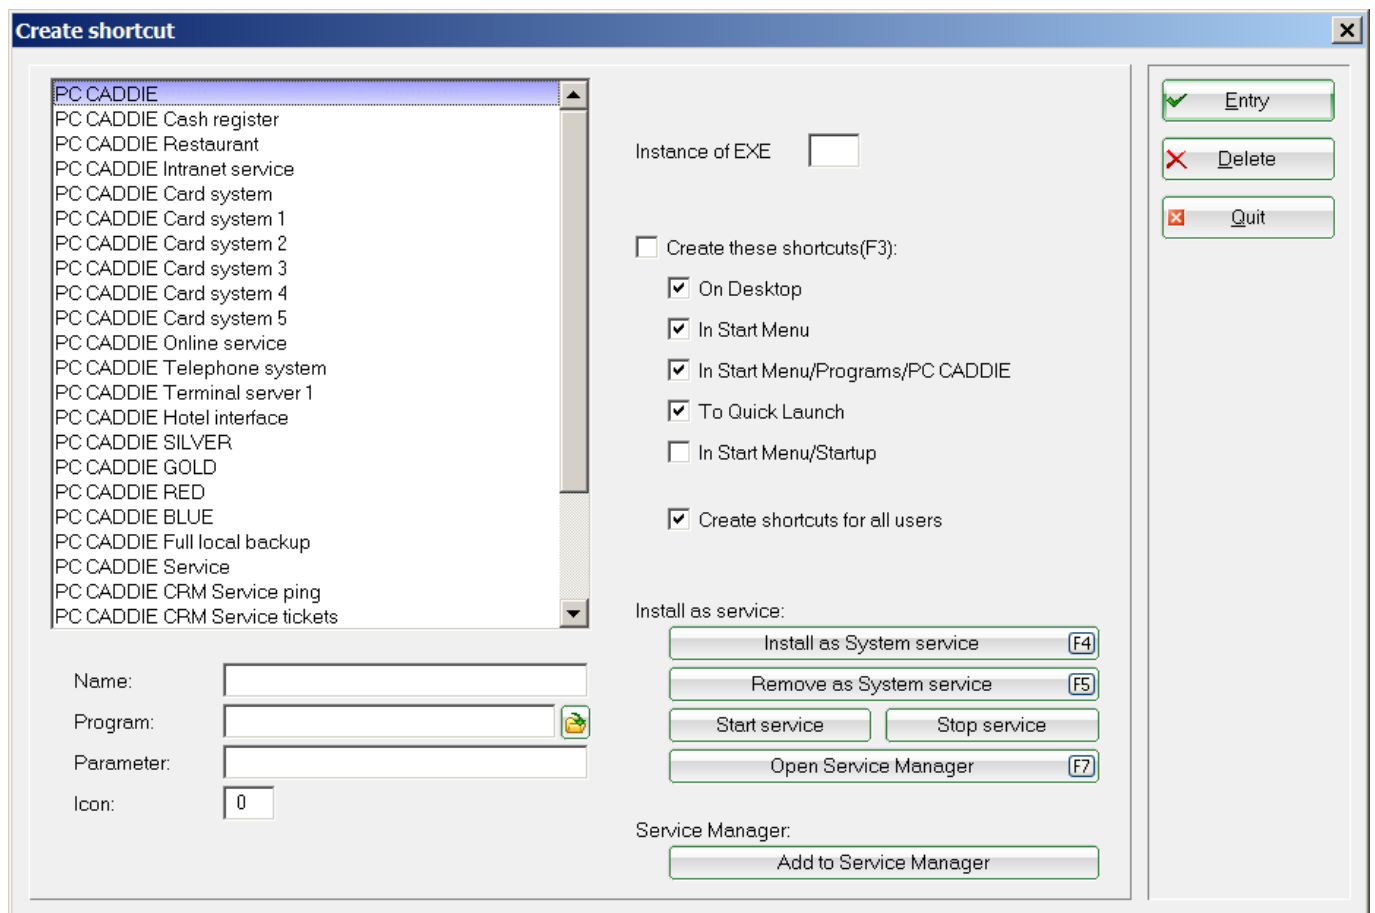 Create shortcut
PC CADDIE
PC CADDIE Cash register
PC CADDIE Restaurant
PC CADDIE Intranet service
PC CADDIE Card system
PC CADDIE Card system 1
PC CADDIE Card system 2
PC CADDIE Card system 3
PC CADDIE Card system 4
PC CADDIE Card system 5
PC CADDIE Online service
PC CADDIE Telephone system
PC CADDIE Terminal server 1
PC CADDIE Hotel interface
PC CADDIE SILVER
PC CADDIE GOLD
PC CADDIE RED
PC CADDIE BLUE
PC CADDIE Full local backup
PC CADDIE Service
PC CADDIE CRM Service ping
PC CADDIE CRM Service tickets
Name:
Program:
Parameter:
Icon: 0
Instance of EXE
Create these shortcuts(F3):
On Desktop
In Start Menu
In Start Menu/Programs/PC CADDIE
To Quick Launch
In Start Menu/Startup
Create shortcuts for all users
Install as service:
Install as System service F4
Remove as System service F5
Start service Stop service
Open Service Manager F7
Service Manager:
Add to Service Manager
Entry
Delete
Quit